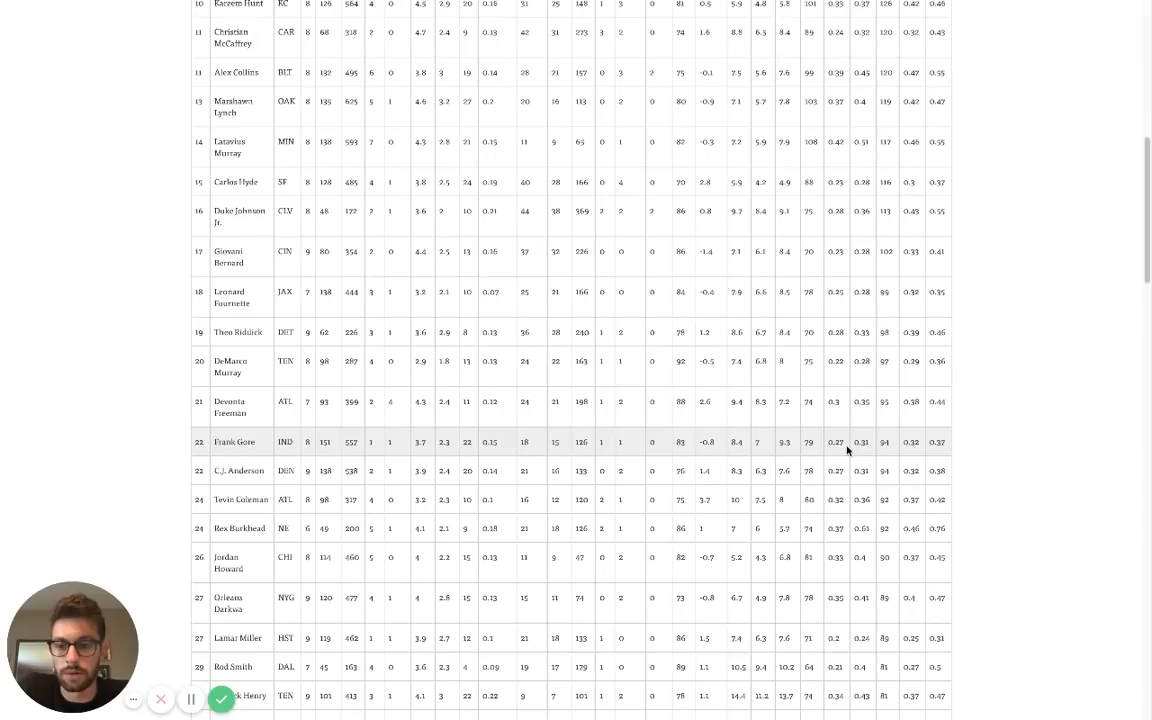 10 Kareem Hunt KC 8 126 564 4 0 4.5 2.9 20 0.16 31 25 148 1 3 81 0.5 5.9 4.8 5.8 101 0.33 0.37 126 0.42 0.46
11 Christian McCaffrey CAR 8 68 318 2 0 4.7 2.4 9 0.13 42 31 273 3 2 0 74 1.6 8.8 6.5 8.4 89 0.24 0.32 120 0.32 0.43
11 Alex Collins BLT 8 132 495 6 0 3.8 3 19 0.14 28 21 157 0 3 2 75 -0.1 7.5 5.6 7.6 99 0.39 0.45 120 0.47 0.55
13 Marshawn Lynch OAK 8 135 625 5 1 4.6 3.2 27 0.2 20 16 113 0 2 0 80 -0.9 7.1 5.7 7.8 103 0.37 0.4 119 0.42 0.47
14 Latavius Murray MIN 8 138 593 7 0 4.3 2.8 21 0.15 11 9 65 0 1 0 82 -0.3 7.2 5.9 7.9 108 0.42 0.51 117 0.46 0.55
15 Carlos Hyde SF 8 128 485 4 1 3.8 2.5 24 0.19 40 28 166 0 4 0 70 2.8 5.9 4.2 4.9 88 0.23 0.28 116 0.3 0.37
16 Duke Johnson Jr. CLV 8 48 172 2 1 3.6 2 10 0.21 44 38 369 2 2 2 86 0.8 9.7 8.4 9.1 75 0.28 0.36 113 0.43 0.55
17 Giovani Bernard CIN 9 80 354 2 0 4.4 2.5 13 0.16 37 32 226 0 0 0 86 -1.4 7.1 6.1 8.4 70 0.23 0.28 102 0.33 0.41
18 Leonard Fournette JAX 7 138 444 3 1 3.2 2.1 10 0.07 25 21 166 0 0 0 84 -0.4 7.9 6.6 8.5 78 0.25 0.28 99 0.32 0.35
19 Theo Riddick DET 9 62 226 3 1 3.6 2.9 8 0.13 36 28 240 1 2 0 78 1.2 8.6 6.7 8.4 70 0.28 0.33 98 0.39 0.46
20 DeMarco Murray TEN 8 98 287 4 0 2.9 1.8 13 0.13 24 22 163 1 1 0 92 -0.5 7.4 6.8 8 75 0.22 0.28 97 0.29 0.36
21 Devonta Freeman ATL 7 93 399 2 4 4.3 2.4 11 0.12 24 21 198 1 2 0 88 2.6 9.4 8.3 7.2 74 0.3 0.35 95 0.38 0.44
22 Frank Gore IND 8 151 557 1 1 3.7 2.3 22 0.15 18 15 126 1 1 0 83 -0.8 8.4 7 9.3 79 0.27 0.31 94 0.32 0.37
22 C.J. Anderson DEN 9 138 538 2 1 3.9 2.4 20 0.14 21 16 133 0 2 0 76 1.4 8.3 6.3 7.6 78 0.27 0.31 94 0.32 0.38
24 Tevin Coleman ATL 8 98 317 4 0 3.2 2.3 10 0.1 16 12 120 2 1 0 75 3.7 10 7.5 8 80 0.32 0.36 92 0.37 0.42
24 Rex Burkhead NE 6 49 200 5 1 4.1 2.1 9 0.18 21 18 126 2 1 0 86 1 7 6 5.7 74 0.37 0.61 92 0.46 0.76
26 Jordan Howard CHI 8 114 460 5 0 4 2.2 15 0.13 11 9 47 0 2 0 82 -0.7 5.2 4.3 6.8 81 0.33 0.4 90 0.37 0.45
27 Orleans Darkwa NYG 9 120 477 4 1 4 2.8 15 0.13 15 11 74 0 2 0 73 -0.8 6.7 4.9 7.8 78 0.35 0.41 89 0.4 0.47
27 Lamar Miller HST 9 119 462 1 1 3.9 2.7 12 0.1 21 18 133 1 0 0 86 1.5 7.4 6.3 7.6 71 0.2 0.24 89 0.25 0.31
29 Rod Smith DAL 7 45 163 4 0 3.6 2.3 4 0.09 19 17 179 1 0 0 89 1.1 10.5 9.4 10.2 64 0.21 0.4 81 0.27 0.5
Henry TEN 9 101 413 3 1 4.1 3 22 0.22 9 7 101 1 2 0 78 1.1 14.4 11.2 13.7 74 0.34 0.43 81 0.37 0.47